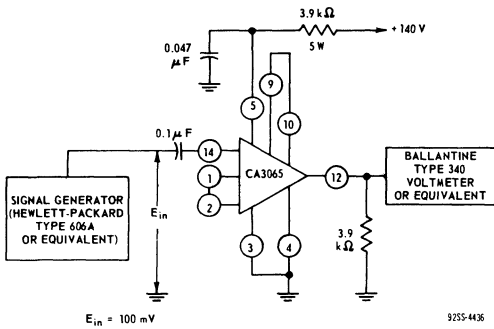 3.9 kΩ
5 W
+140 V
0.047
μF
9
5
10
0.1 μF
14
CA3065
1
12
2
3
4
SIGNAL GENERATOR
(HEWLETT-PACKARD
TYPE 606A
OR EQUIVALENT)
E in
BALLANTINE
TYPE 340
VOLTMETER
OR EQUIVALENT
3.9
kΩ
E in = 100 mV
92SS-4436